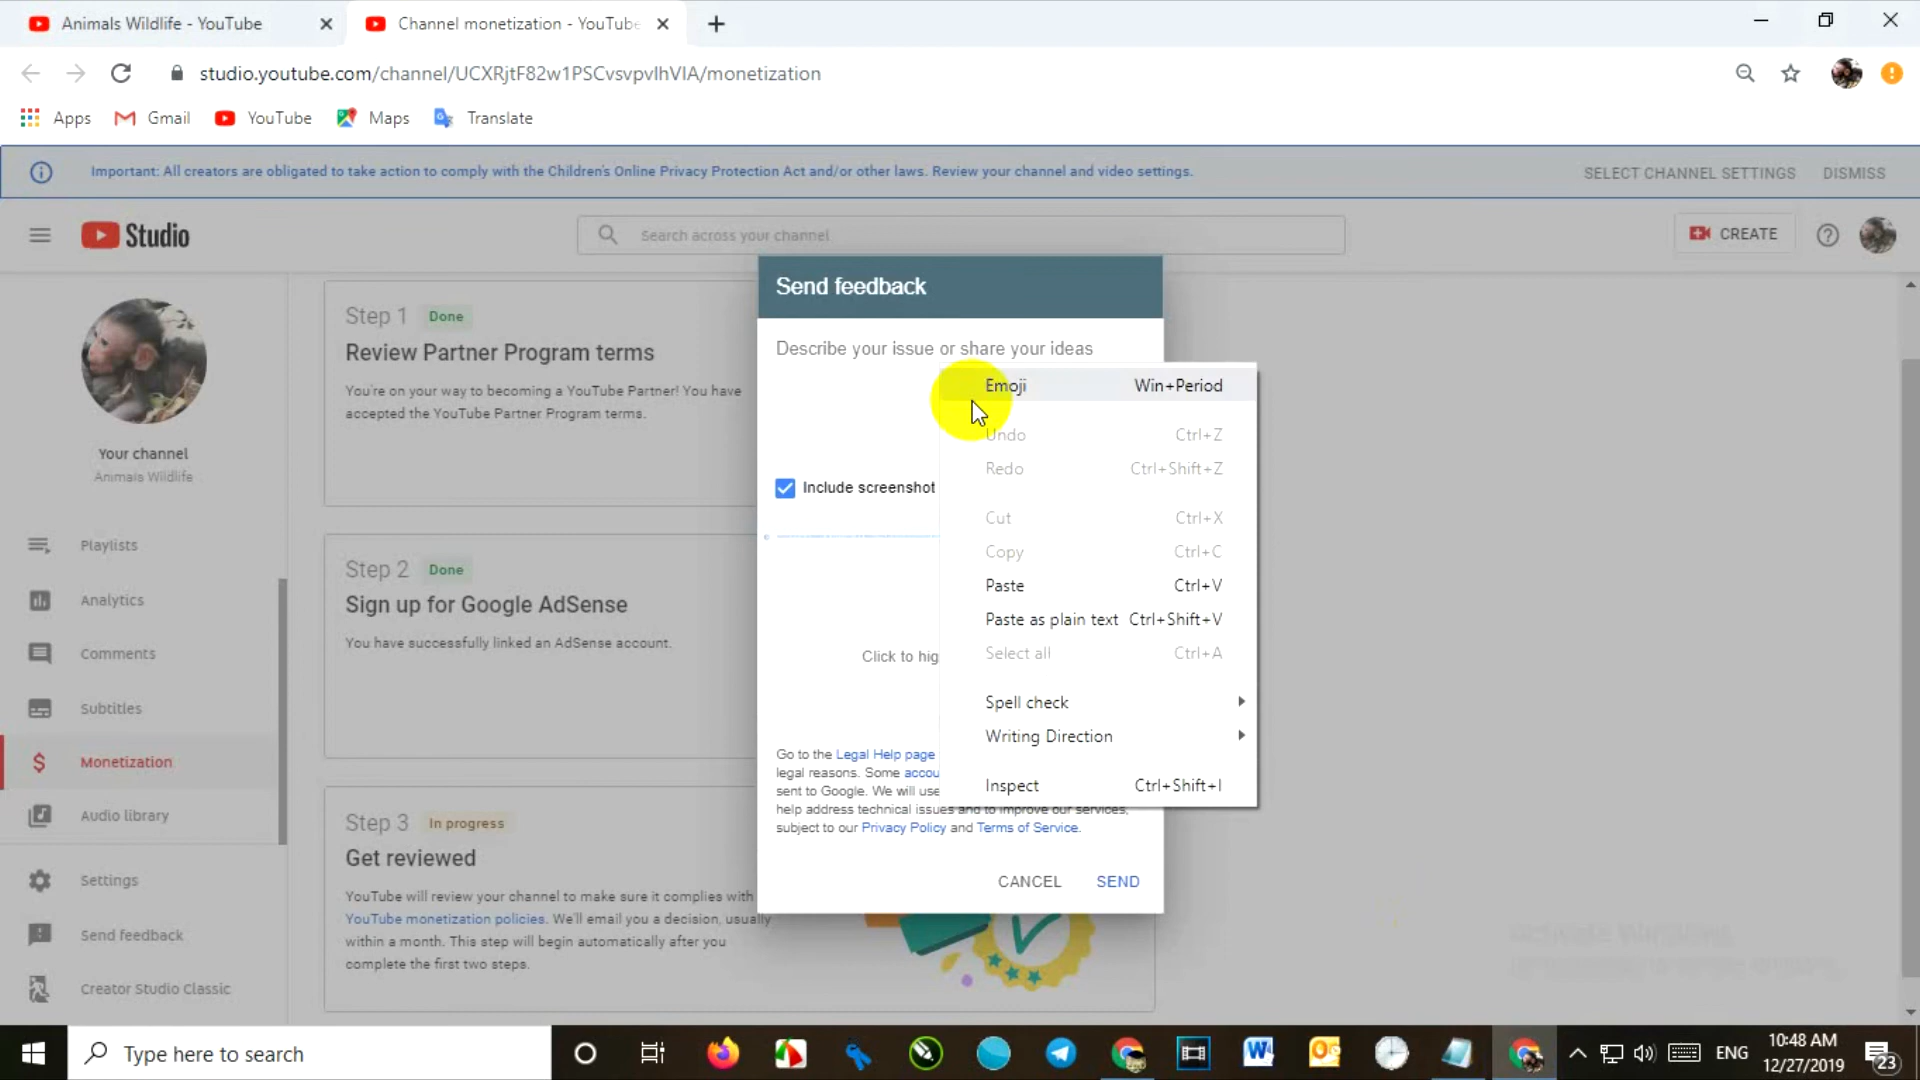 Animals Wildlife - YouTube
Channel monetization - YouTube
studio.youtube.com/channel/UCXRjtF82w1PSCvsvpvIhVIA/monetization
Apps
Gmail
YouTube
Maps
Translate
Important: All creators are obligated to take action to comply with the Children's Online Privacy Protection Act and/or other laws. Review your channel and video settings.
SELECT CHANNEL SETTINGS
DISMISS
Studio
Search across your channel
CREATE
Your channel
Animals Wildlife
Playlists
Analytics
Comments
Subtitles
Monetization
Audio library
Settings
Send feedback
Creator Studio Classic
Step 1 Done
Review Partner Program terms
You're on your way to becoming a YouTube Partner! You have
accepted the YouTube Partner Program terms.
Step 2 Done
Sign up for Google AdSense
You have successfully linked an AdSense account.
Step 3 In progress
Get reviewed
YouTube will review your channel to make sure it complies with
YouTube monetization policies. We'll email you a decision, usually
within a month. This step will begin automatically after you
complete the first two steps.
Send feedback
Describe your issue or share your ideas
Include screenshot
Click to hig
Go to the Legal Help page
legal reasons. Some accou
sent to Google. We will use
help address technical issues and to improve our services,
subject to our Privacy Policy and Terms of Service.
CANCEL
SEND
Emoji Win+Period
Undo Ctrl+Z
Redo Ctrl+Shift+Z
Cut Ctrl+X
Copy Ctrl+C
Paste Ctrl+V
Paste as plain text Ctrl+Shift+V
Select all Ctrl+A
Spell check
Writing Direction
Inspect Ctrl+Shift+I
Type here to search
ENG
10:48 AM
12/27/2019
23